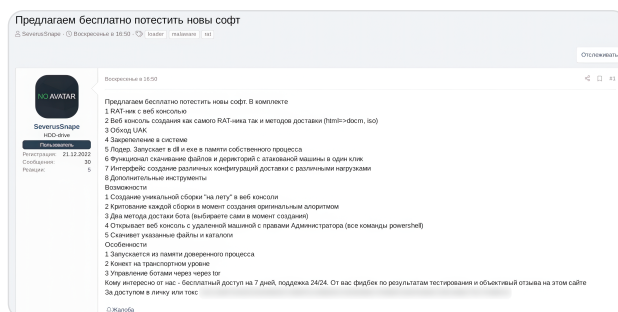 Предлагаем бесплатно потестить новы софт
SeverusSnape · Воскресенье в 16:50 · loader malaware rat
Отслеживать
NO AVATAR
SeverusSnape
HDD-drive
Пользователь
Регистрация: 21.12.2022
Сообщения: 30
Реакции: 5
Воскресенье в 16:50
#1
Предлагаем бесплатно потестить новы софт. В комплекте
1 RAT-ник с веб консолью
2 Веб консоль создания как самого RAT-ника так и методов доставки (html=>docm, iso)
3 Обход UAK
4 Закрепеление в системе
5 Лодер. Запускает в dll и exe в памяти собственного процесса
6 Функционал скачивание файлов и дериkторий с атакованой машины в один клик
7 Интерфейс создание различных конфигураций доставки с различными нагрузками
8 Дополнительные инструменты
Возможности
1 Создание уникальной сборки "на лету" в веб консоли
2 Критование каждой сборки в момент создания оригинальным алоритмом
3 Два метода достаки бота (выбираете сами в момент создания)
4 Открывает веб консоль с удаленной машиной с правами Администратора (все команды powershell)
5 Скачивет указанные файлы и каталоги
Особенности
1 Запускается из памяти доверенного процесса
2 Конект на транспортном уровне
3 Управление ботами через через tor
Кому интересно от нас - бесплатный доступ на 7 дней, поддежка 24/24. От вас фидбек по результатам тестирования и объективый отзыва на этом сайте
За доступом в личку или токс
Жалоба